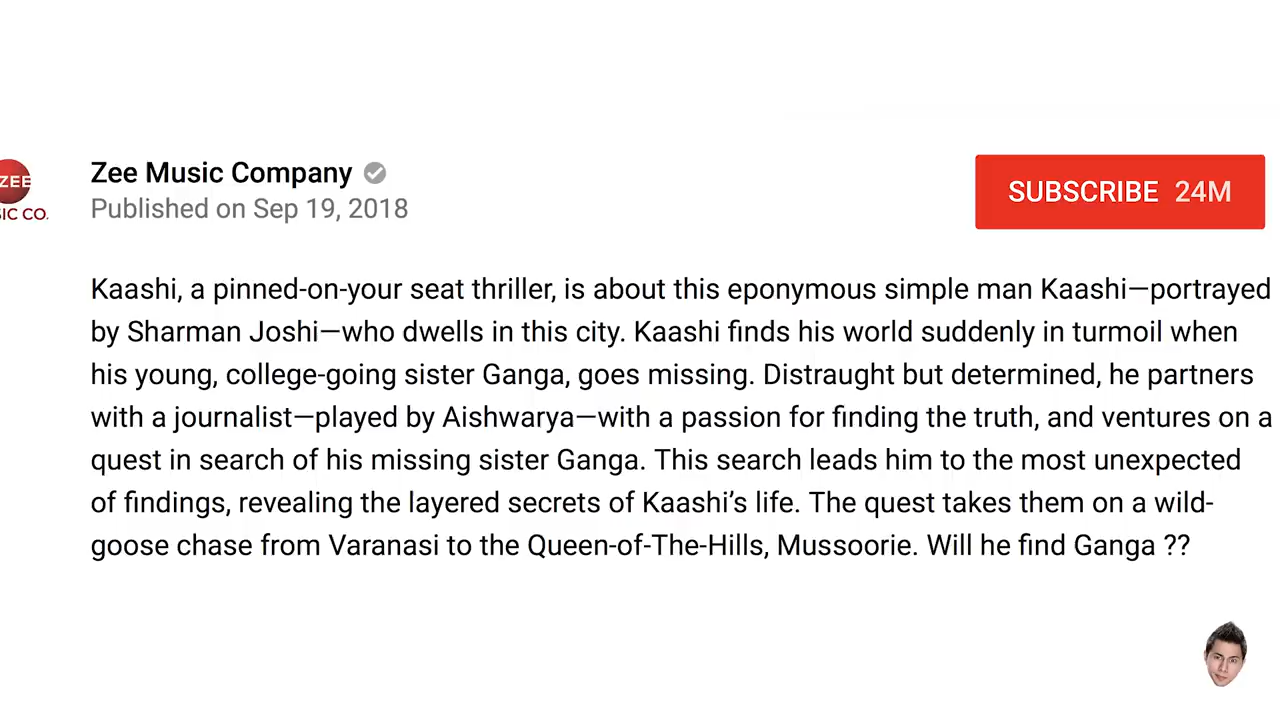 ZEE
SIC CO.
Zee Music Company
Published on Sep 19, 2018
SUBSCRIBE 24M
Kaashi, a pinned-on-your seat thriller, is about this eponymous simple man Kaashi—portrayed
by Sharman Joshi—who dwells in this city. Kaashi finds his world suddenly in turmoil when
his young, college-going sister Ganga, goes missing. Distraught but determined, he partners
with a journalist—played by Aishwarya—with a passion for finding the truth, and ventures on a
quest in search of his missing sister Ganga. This search leads him to the most unexpected
of findings, revealing the layered secrets of Kaashi’s life. The quest takes them on a wild-
goose chase from Varanasi to the Queen-of-The-Hills, Mussoorie. Will he find Ganga ??